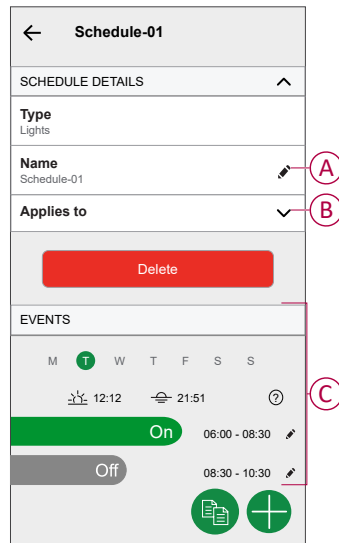 Schedule-01
SCHEDULE DETAILS
Type
Lights
Name
Schedule-01
A
Applies to
B
Delete
EVENTS
M T W T F S S
12:12 21:51 ?
C
On 06:00 - 08:30
Off 08:30 - 10:30